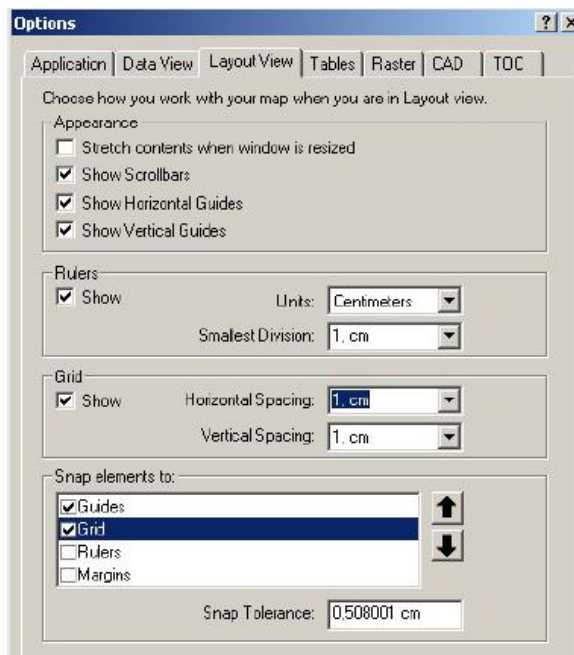 Options
Application Data View Layout View Tables Raster CAD TOC
Choose how you work with your map when you are in Layout view.
Appearance
Stretch contents when window is resized
Show Scrollbars
Show Horizontal Guides
Show Vertical Guides
Rulers
Show Units: Centimeters
Smallest Division: 1, cm
Grid
Show Horizontal Spacing: 1, cm
Vertical Spacing: 1, cm
Snap elements to:
Guides
Grid
Rulers
Margins
Snap Tolerance: 0,508001 cm